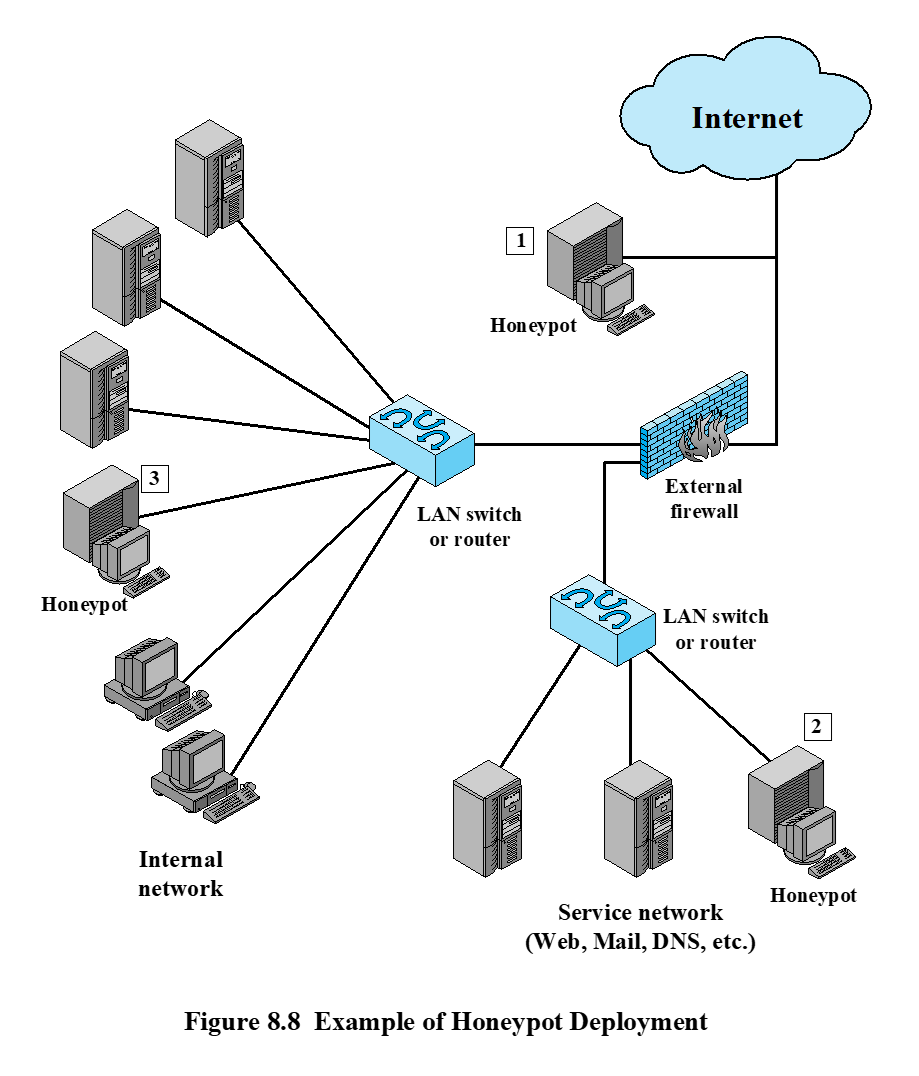 Internet
1
Honeypot
External
firewall
LAN switch
or router
3
Honeypot
LAN switch
or router
2
Honeypot
Internal
network
Service network
(Web, Mail, DNS, etc.)
Figure 8.8  Example of Honeypot Deployment